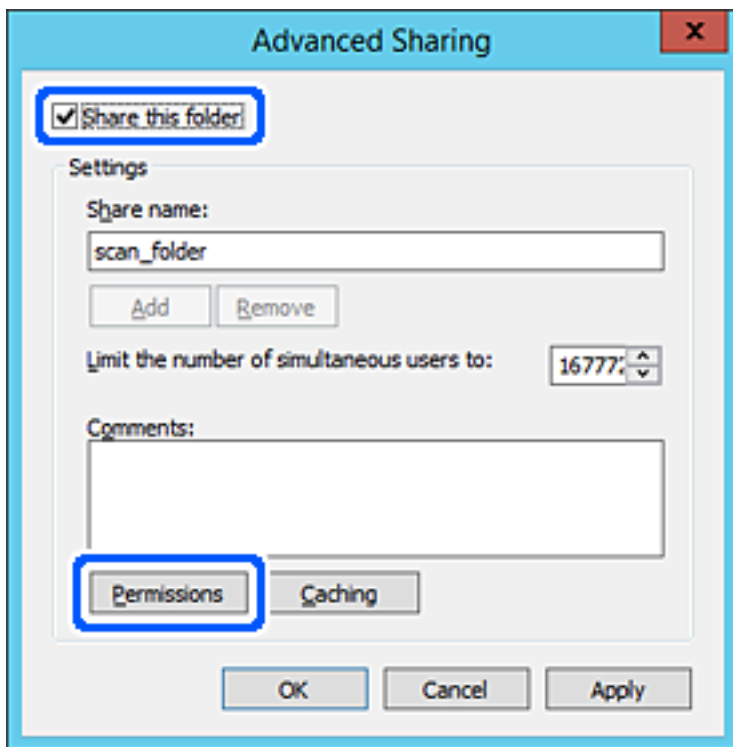 Advanced Sharing
x
Share this folder
Settings
Share name:
scan_folder
Add Remove
Limit the number of simultaneous users to:
Comments:
Permissions Caching
OK Cancel Apply